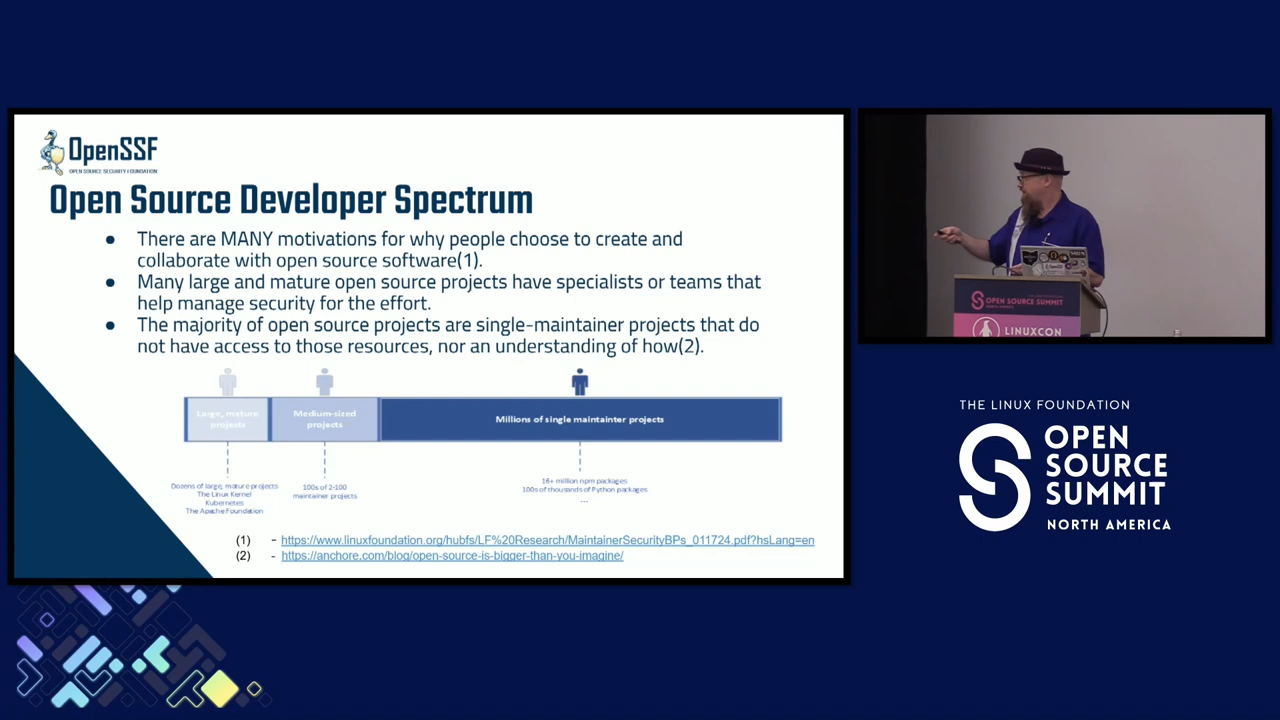 OpenSSF
OPEN SOURCE SECURITY FOUNDATION
Open Source Developer Spectrum
● There are MANY motivations for why people choose to create and
collaborate with open source software(1).
● Many large and mature open source projects have specialists or teams that
help manage security for the effort.
● The majority of open source projects are single-maintainer projects that do
not have access to those resources, nor an understanding of how(2).
Large, mature
projects
Medium-sized
projects
Millions of single maintainter projects
Dozens of large, mature projects
The Linux Kernel
Kubernetes
The Apache Foundation
100s of 2-100
maintainer projects
16+ million npm packages
100s of thousands of Python packages
...
(1) - https://www.linuxfoundation.org/hubfs/LF%20Research/MaintainerSecurityBPs_011724.pdf?hsLang=en
(2) - https://anchore.com/blog/open-source-is-bigger-than-you-imagine/
OPEN SOURCE SUMMIT
LINUXCON
THE LINUX FOUNDATION
OPEN
SOURCE
SUMMIT
NORTH AMERICA